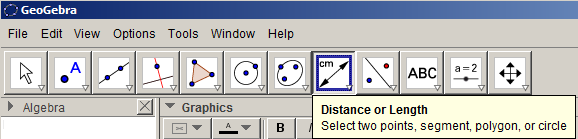 GeoGebra
File Edit View Options Tools Window Help
A cm ABC a=2
Algebra Graphics Distance or Length
A B Select two points, segment, polygon, or circle